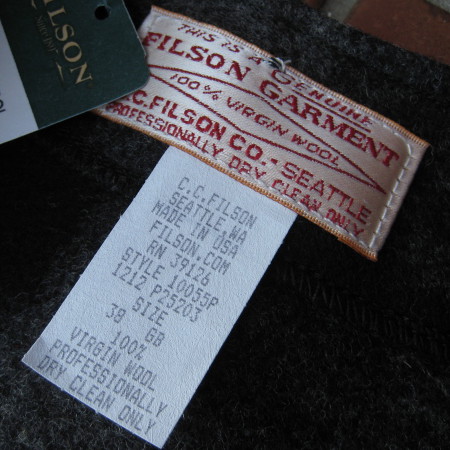 FILSON
THIS IS A GENUINE
FILSON GARMENT
100% VIRGIN WOOL
C.C. FILSON CO. - SEATTLE
PROFESSIONALLY DRY CLEAN ONLY
C.C. FILSON
SEATTLE, WA
MADE IN USA
FILSON.COM
RN 39126
STYLE 10055P
1212 P25203
SIZE
38 GB
100%
VIRGIN WOOL
PROFESSIONALLY
DRY CLEAN ONLY